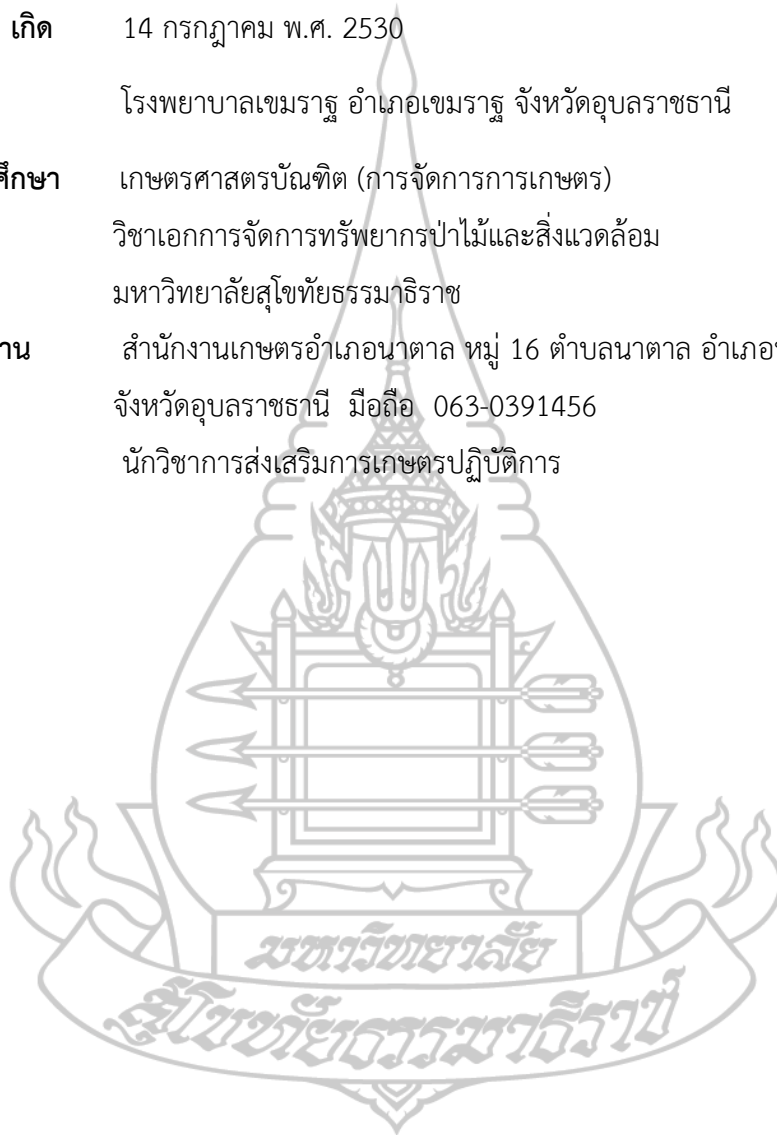 เกิด 14 กรกฎาคม พ.ศ. 2530
โรงพยาบาลเขมราฐ อำเภอเขมราฐ จังหวัดอุบลราชธานี
ศึกษา เกษตรศาสตรบัณฑิต (การจัดการการเกษตร)
วิชาเอกการจัดการทรัพยากรป่าไม้และสิ่งแวดล้อม
มหาวิทยาลัยสุโขทัยธรรมาธิราช
าน สำนักงานเกษตรอำเภอนาตาล หมู่ 16 ตำบลนาตาล อำเภอ
จังหวัดอุบลราชธานี มือถือ 063-0391456
นักวิชาการส่งเสริมการเกษตรปฏิบัติการ
มหาวิทยาลัย
สุโขทัยธรรมาธิราช